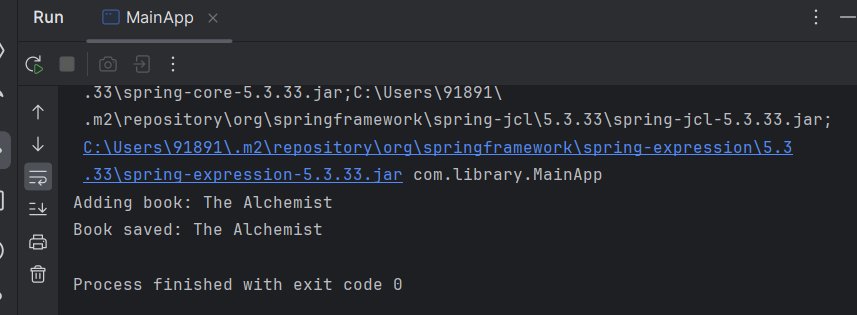 Run
MainApp
.33\spring-core-5.3.33.jar;C:\Users\91891\
.m2\repository\org\springframework\spring-jcl\5.3.33\spring-jcl-5.3.33.jar;
C:\Users\91891\.m2\repository\org\springframework\spring-expression\5.3
.33\spring-expression-5.3.33.jar com.library.MainApp
Adding book: The Alchemist
Book saved: The Alchemist
Process finished with exit code 0